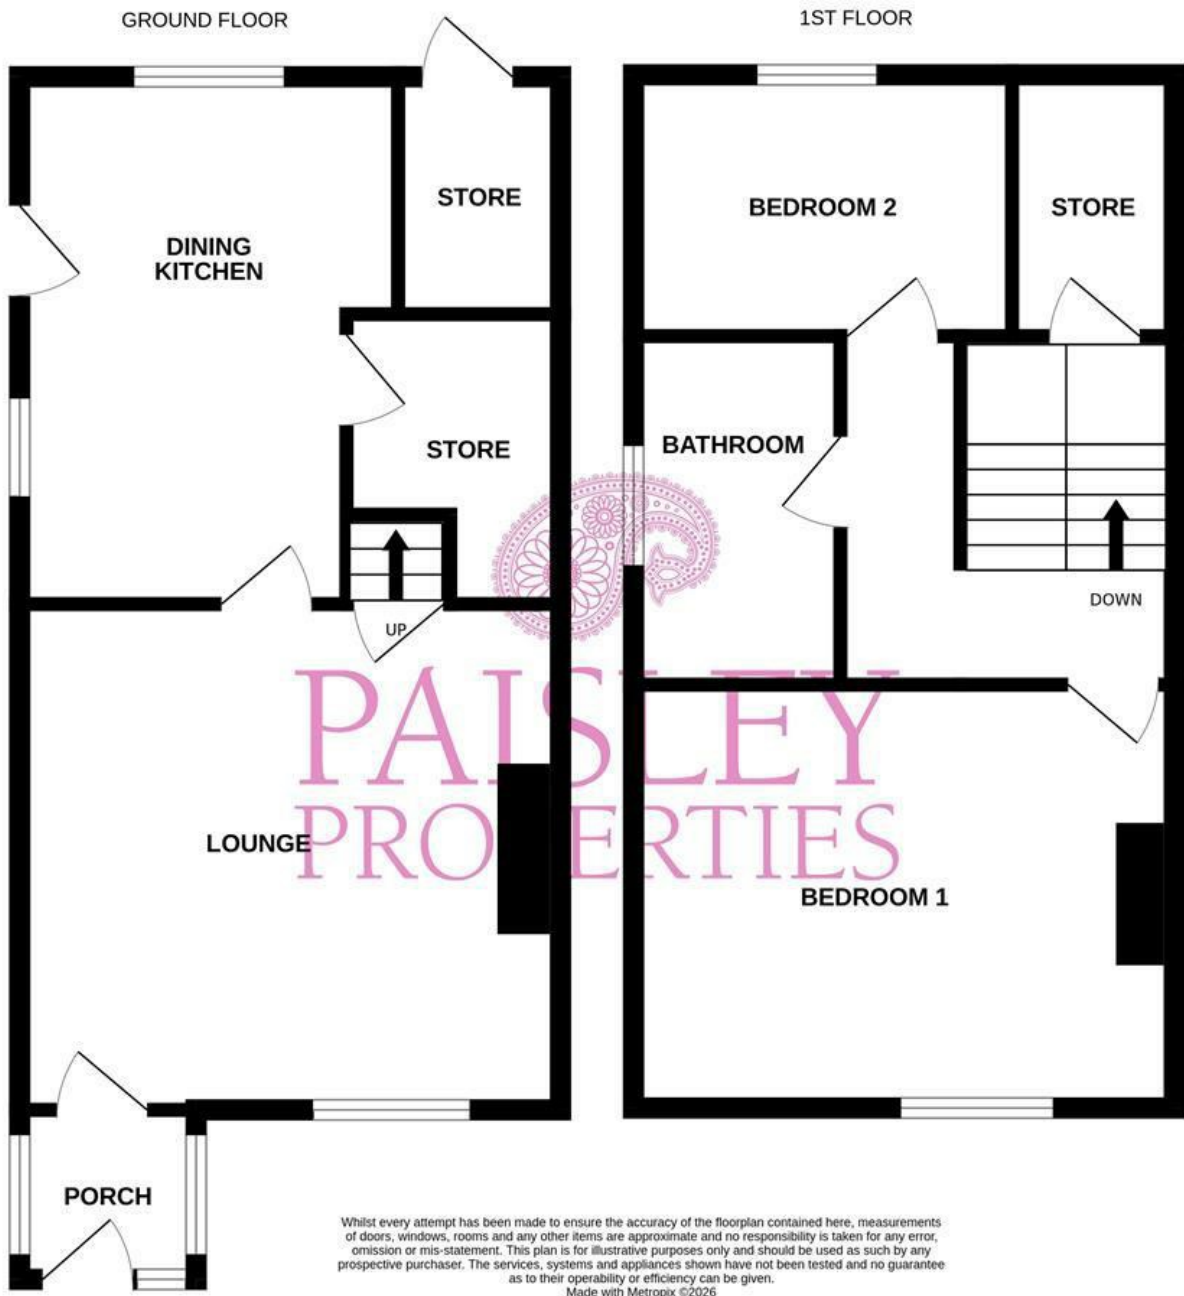 GROUND FLOOR
STORE
DINING
KITCHEN
STORE
UP
LOUNGE
PORCH
1ST FLOOR
BEDROOM 2
STORE
BATHROOM
DOWN
BEDROOM 1
PAISLEY
PROPERTIES
Whilst every attempt has been made to ensure the accuracy of the floorplan contained here, measurements
of doors, windows, rooms and any other items are approximate and no responsibility is taken for any error,
omission or mis-statement. This plan is for illustrative purposes only and should be used as such by any
prospective purchaser. The services, systems and appliances shown have not been tested and no guarantee
as to their operability or efficiency can be given.
Made with Metropix ©2026